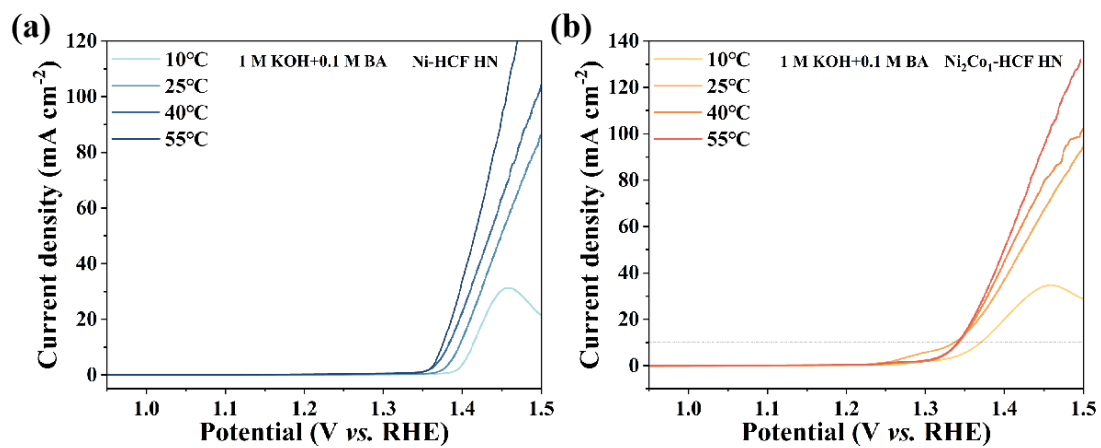 (a)
1 M KOH+0.1 M BA Ni-HCF HN
10°C
25°C
40°C
55°C
120
100
80
60
40
20
0
1.0 1.1 1.2 1.3 1.4 1.5
Current density (mA cm⁻²)
Potential (V vs. RHE)
(b)
1 M KOH+0.1 M BA Ni₂Co₁-HCF HN
10°C
25°C
40°C
55°C
140
120
100
80
60
40
20
0
1.0 1.1 1.2 1.3 1.4 1.5
Current density (mA cm⁻²)
Potential (V vs. RHE)